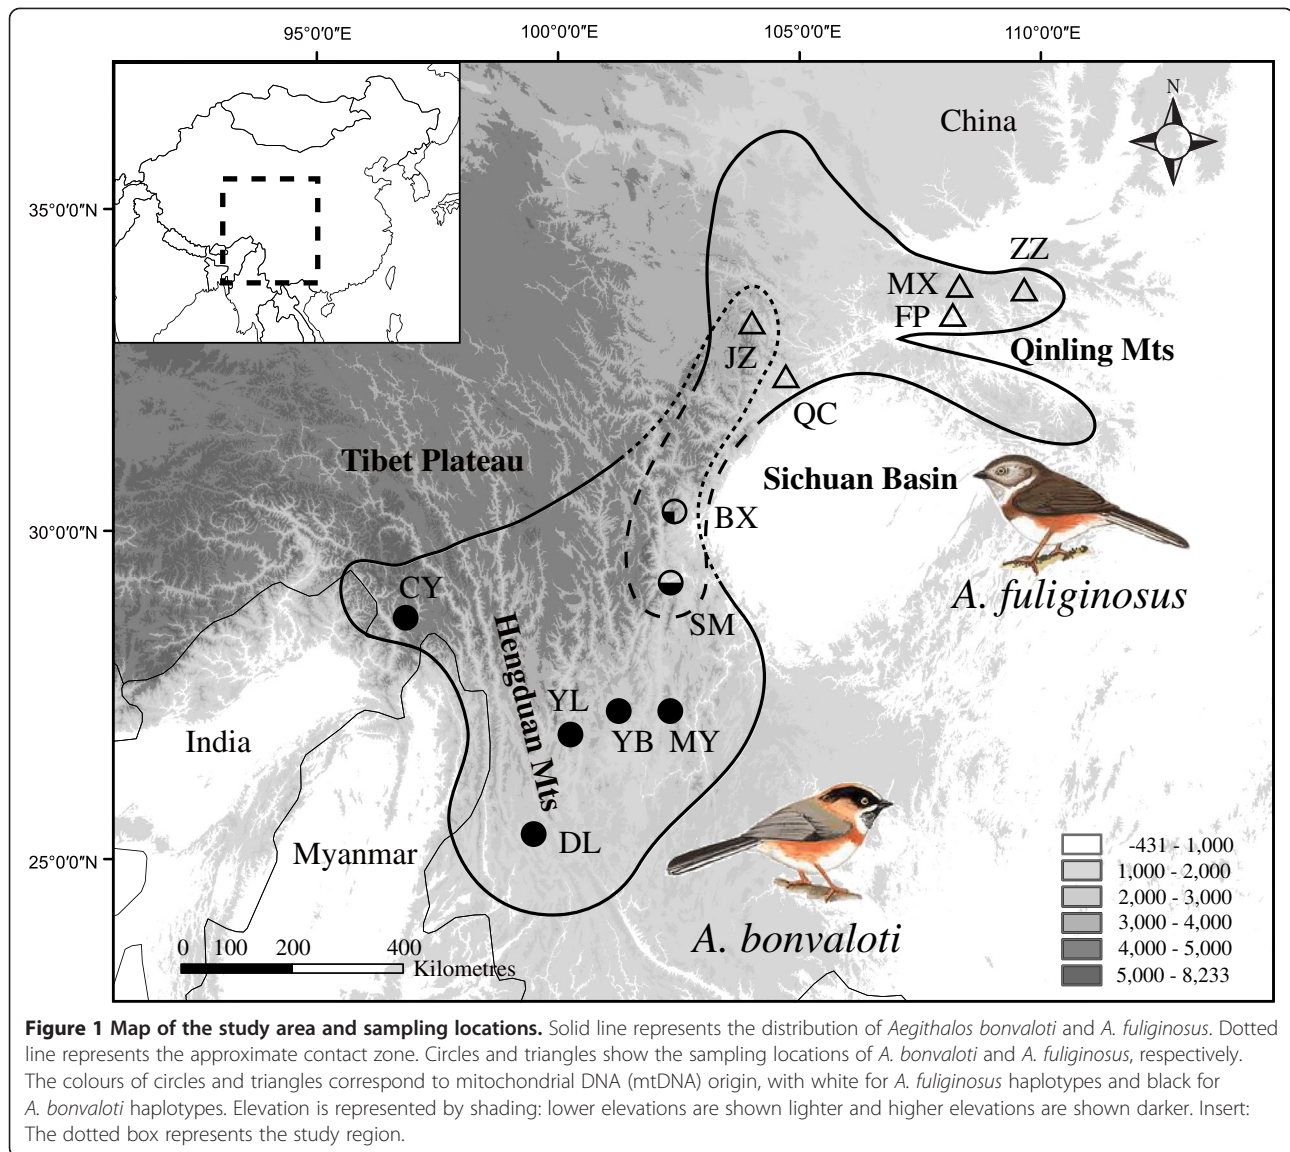 95°0'0"E 100°0'0"E 105°0'0"E 110°0'0"E
N
China
35°0'0"N
ZZ
MX
FP
Qinling Mts
JZ
QC
Tibet Plateau
Sichuan Basin
BX
30°0'0"N
CY
A. fuliginosus
SM
Hengduan Mts
YL
YB MY
India
DL
Myanmar
25°0'0"N
A. bonvaloti
-431 - 1,000
1,000 - 2,000
2,000 - 3,000
3,000 - 4,000
4,000 - 5,000
5,000 - 8,233
0 100 200 400
Kilometres
Figure 1 Map of the study area and sampling locations. Solid line represents the distribution of Aegithalos bonvaloti and A. fuliginosus. Dotted
line represents the approximate contact zone. Circles and triangles show the sampling locations of A. bonvaloti and A. fuliginosus, respectively.
The colours of circles and triangles correspond to mitochondrial DNA (mtDNA) origin, with white for A. fuliginosus haplotypes and black for
A. bonvaloti haplotypes. Elevation is represented by shading: lower elevations are shown lighter and higher elevations are shown darker. Insert:
The dotted box represents the study region.